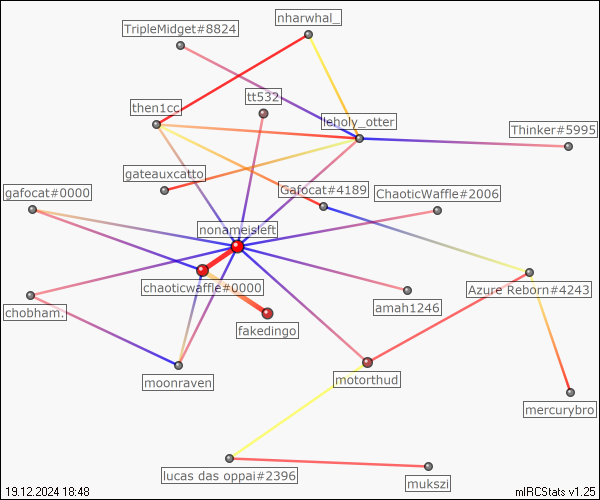 nharwhal_
TripleMidget#8824
tt532
then1cc
leholy_otter
Thinker#5995
gateauxcatto
gafocat#0000
Gafocat#4189
ChaoticWaffle#2006
nonameisleft
chaoticwaffle#0000
Azure Reborn#4243
chobham.
amah1246
fakedingo
moonraven
motorthud
mercurybro
lucas das oppai#2396
mukszi
19.12.2024 18:48
mIRCStats v1.25